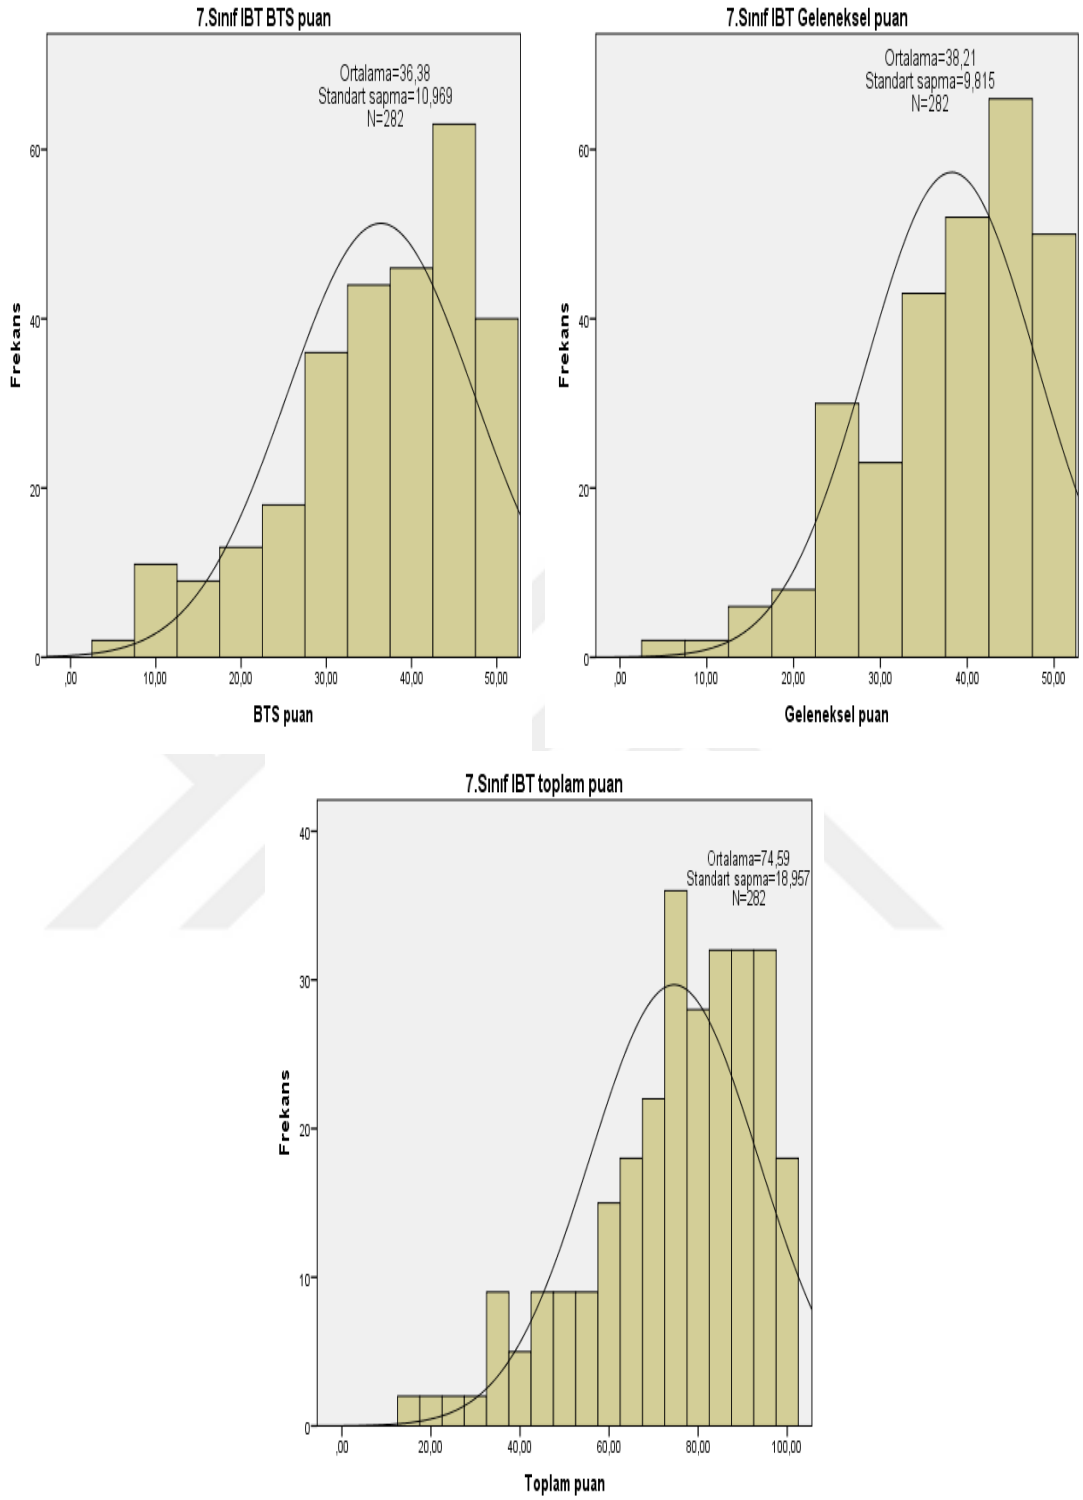 7.Sınıf IBT BTS puan
Ortalama=36,38
Standart sapma=10,969
N=282
60
40
20
0
Frekans
,00 10,00 20,00 30,00 40,00 50,00
BTS puan
7.Sınıf IBT Geleneksel puan
Ortalama=38,21
Standart sapma=9,815
N=282
60
40
20
0
Frekans
,00 10,00 20,00 30,00 40,00 50,00
Geleneksel puan
7.Sınıf IBT toplam puan
Ortalama=74,59
Standart sapma=18,957
N=282
40
30
20
10
0
Frekans
,00 20,00 40,00 60,00 80,00 100,00
Toplam puan